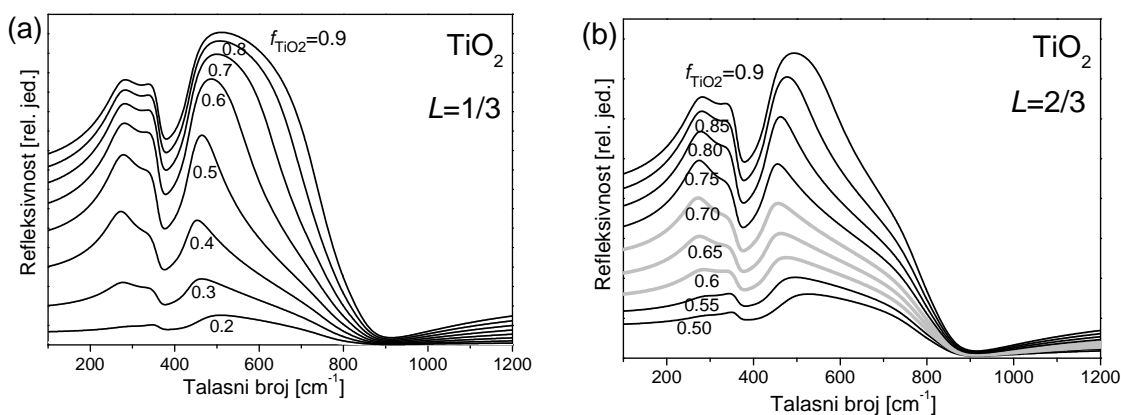 (a)
f_TiO2=0.9
TiO₂
0.8
0.7
0.6
L=1/3
0.5
0.4
0.3
0.2
Refleksivnost [rel. jed.]
200 400 600 800 1000 1200
Talasni broj [cm⁻¹]
(b)
TiO₂
f_TiO2=0.9
L=2/3
0.85
0.80
0.75
0.70
0.65
0.6
0.55
0.50
Refleksivnost [rel. jed.]
200 400 600 800 1000 1200
Talasni broj [cm⁻¹]